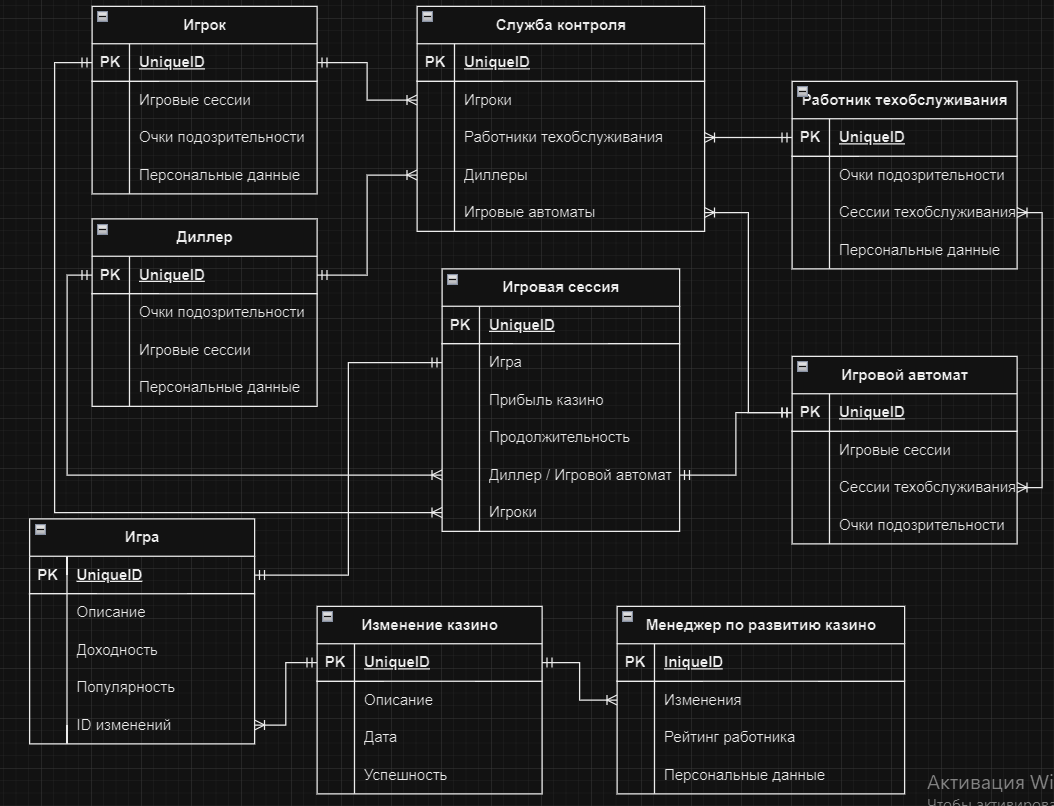 Игрок
PK UniqueID
Игровые сессии
Очки подозрительности
Персональные данные
Служба контроля
PK UniqueID
Игроки
Работники техобслуживания
Диллеры
Игровые автоматы
Работник техобслуживания
PK UniqueID
Очки подозрительности
Сессии техобслуживания
Персональные данные
Диллер
PK UniqueID
Очки подозрительности
Игровые сессии
Персональные данные
Игровая сессия
PK UniqueID
Игра
Прибыль казино
Продолжительность
Диллер / Игровой автомат
Игроки
Игровой автомат
PK UniqueID
Игровые сессии
Сессии техобслуживания
Очки подозрительности
Игра
PK UniqueID
Описание
Доходность
Популярность
ID изменений
Изменение казино
PK UniqueID
Описание
Дата
Успешность
Менеджер по развитию казино
PK IniqueID
Изменения
Рейтинг работника
Персональные данные
Активация Wi
Чтобы активирова